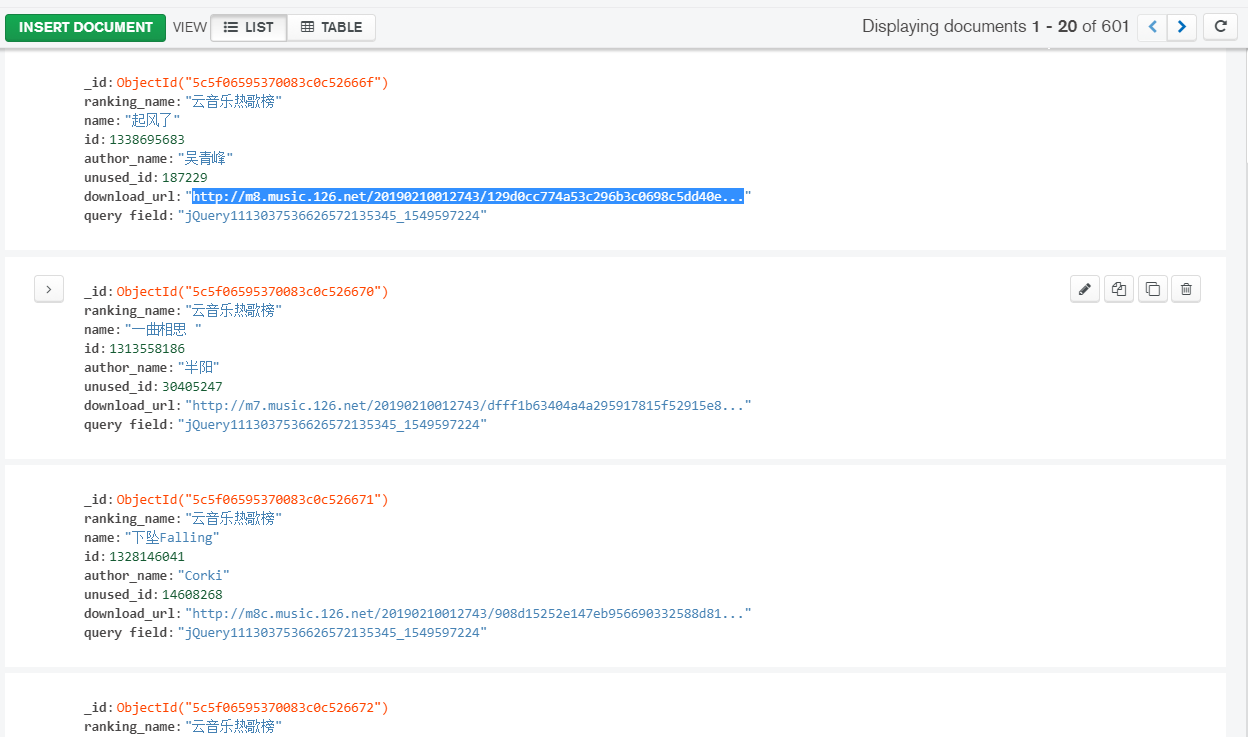 INSERT DOCUMENT VIEW LIST TABLE Displaying documents 1 - 20 of 601
_id: ObjectId("5c5f06595370083c0c52666f")
ranking_name: "云音乐热歌榜"
name: "起风了"
id: 1338695683
author_name: "吴青峰"
unused_id: 187229
download_url: "http://m8.music.126.net/20190210012743/129d0cc774a53c296b3c0698c5dd40e..."
query field: "jQuery1113037536626572135345_1549597224"
_id: ObjectId("5c5f06595370083c0c526670")
ranking_name: "云音乐热歌榜"
name: "一曲相思 "
id: 1313558186
author_name: "半阳"
unused_id: 30405247
download_url: "http://m7.music.126.net/20190210012743/dfff1b63404a4a295917815f52915e8..."
query field: "jQuery1113037536626572135345_1549597224"
_id: ObjectId("5c5f06595370083c0c526671")
ranking_name: "云音乐热歌榜"
name: "下坠Falling"
id: 1328146041
author_name: "Corki"
unused_id: 14608268
download_url: "http://m8c.music.126.net/20190210012743/908d15252e147eb956690332588d81..."
query field: "jQuery1113037536626572135345_1549597224"
_id: ObjectId("5c5f06595370083c0c526672")
ranking_name: "云音乐热歌榜"